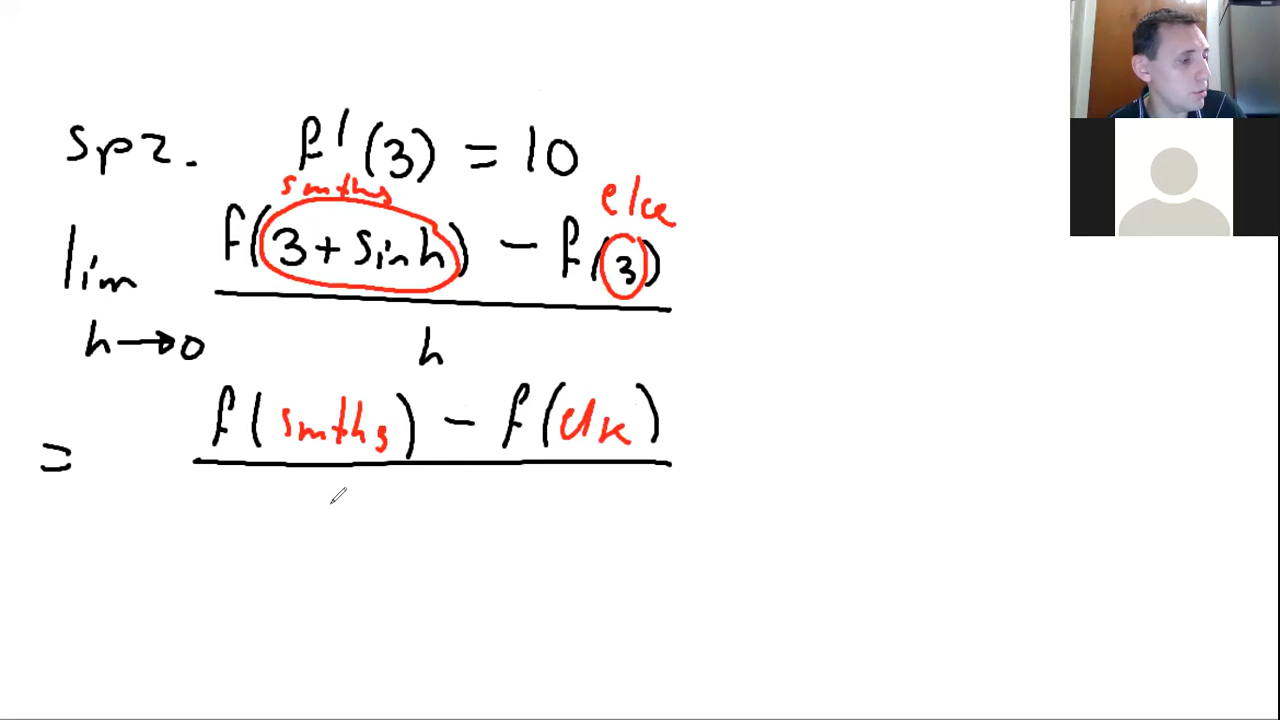 spz. f'(3) = 10
smthg else
lim f(3 + sin h) - f(3)
h→0 h
= f(smthg) - f(else)